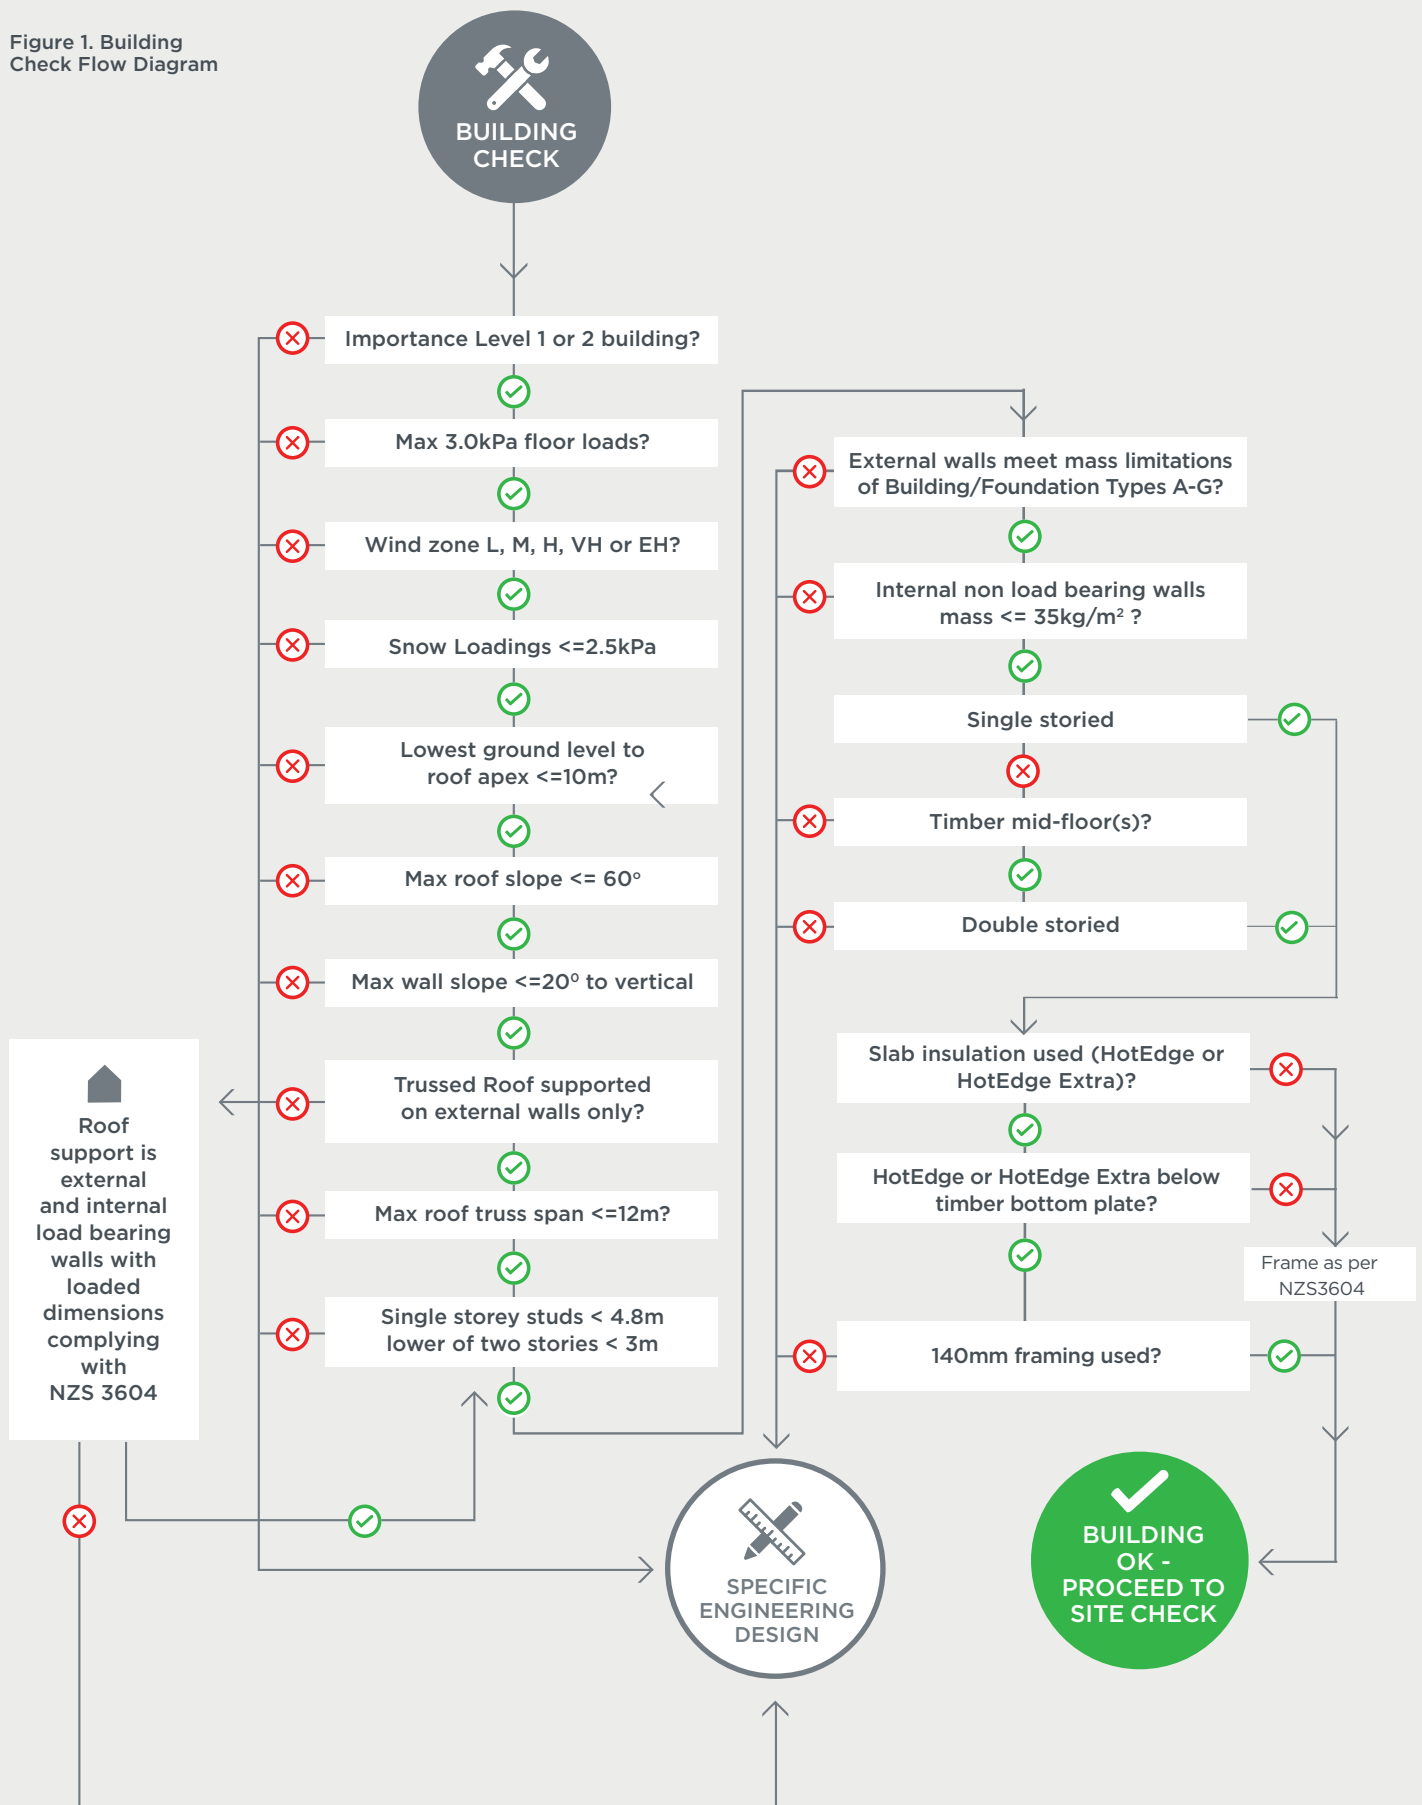 Figure 1. Building
Check Flow Diagram
BUILDING
CHECK
Importance Level 1 or 2 building?
Max 3.0kPa floor loads?
Wind zone L, M, H, VH or EH?
Snow Loadings <=2.5kPa
Lowest ground level to
roof apex <=10m?
Max roof slope <= 60°
Max wall slope <=20⁰ to vertical
Trussed Roof supported
on external walls only?
Max roof truss span <=12m?
Single storey studs < 4.8m
lower of two stories < 3m
Roof
support is
external
and internal
load bearing
walls with
loaded
dimensions
complying
with
NZS 3604
External walls meet mass limitations
of Building/Foundation Types A-G?
Internal non load bearing walls
mass <= 35kg/m² ?
Single storied
Timber mid-floor(s)?
Double storied
Slab insulation used (HotEdge or
HotEdge Extra)?
HotEdge or HotEdge Extra below
timber bottom plate?
Frame as per
NZS3604
140mm framing used?
SPECIFIC
ENGINEERING
DESIGN
BUILDING
OK -
PROCEED TO
SITE CHECK